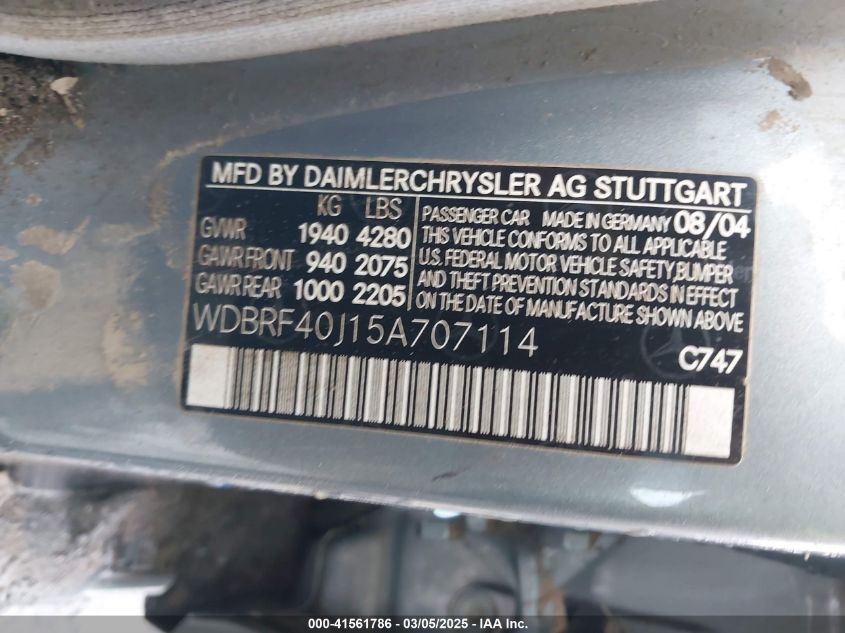 MFD BY DAIMLERCHRYSLER AG STUTTGART
KG LBS
GVWR 1940 4280
GAWR FRONT 940 2075
GAWR REAR 1000 2205
PASSENGER CAR MADE IN GERMANY 08/04
THIS VEHICLE CONFORMS TO ALL APPLICABLE
U.S. FEDERAL MOTOR VEHICLE SAFETY BUMPER
AND THEFT PREVENTION STANDARDS IN EFFECT
ON THE DATE OF MANUFACTURE SHOWN ABOVE
WDBRF40J15A707114
C747
000-41561786 - 03/05/2025 - IAA Inc.